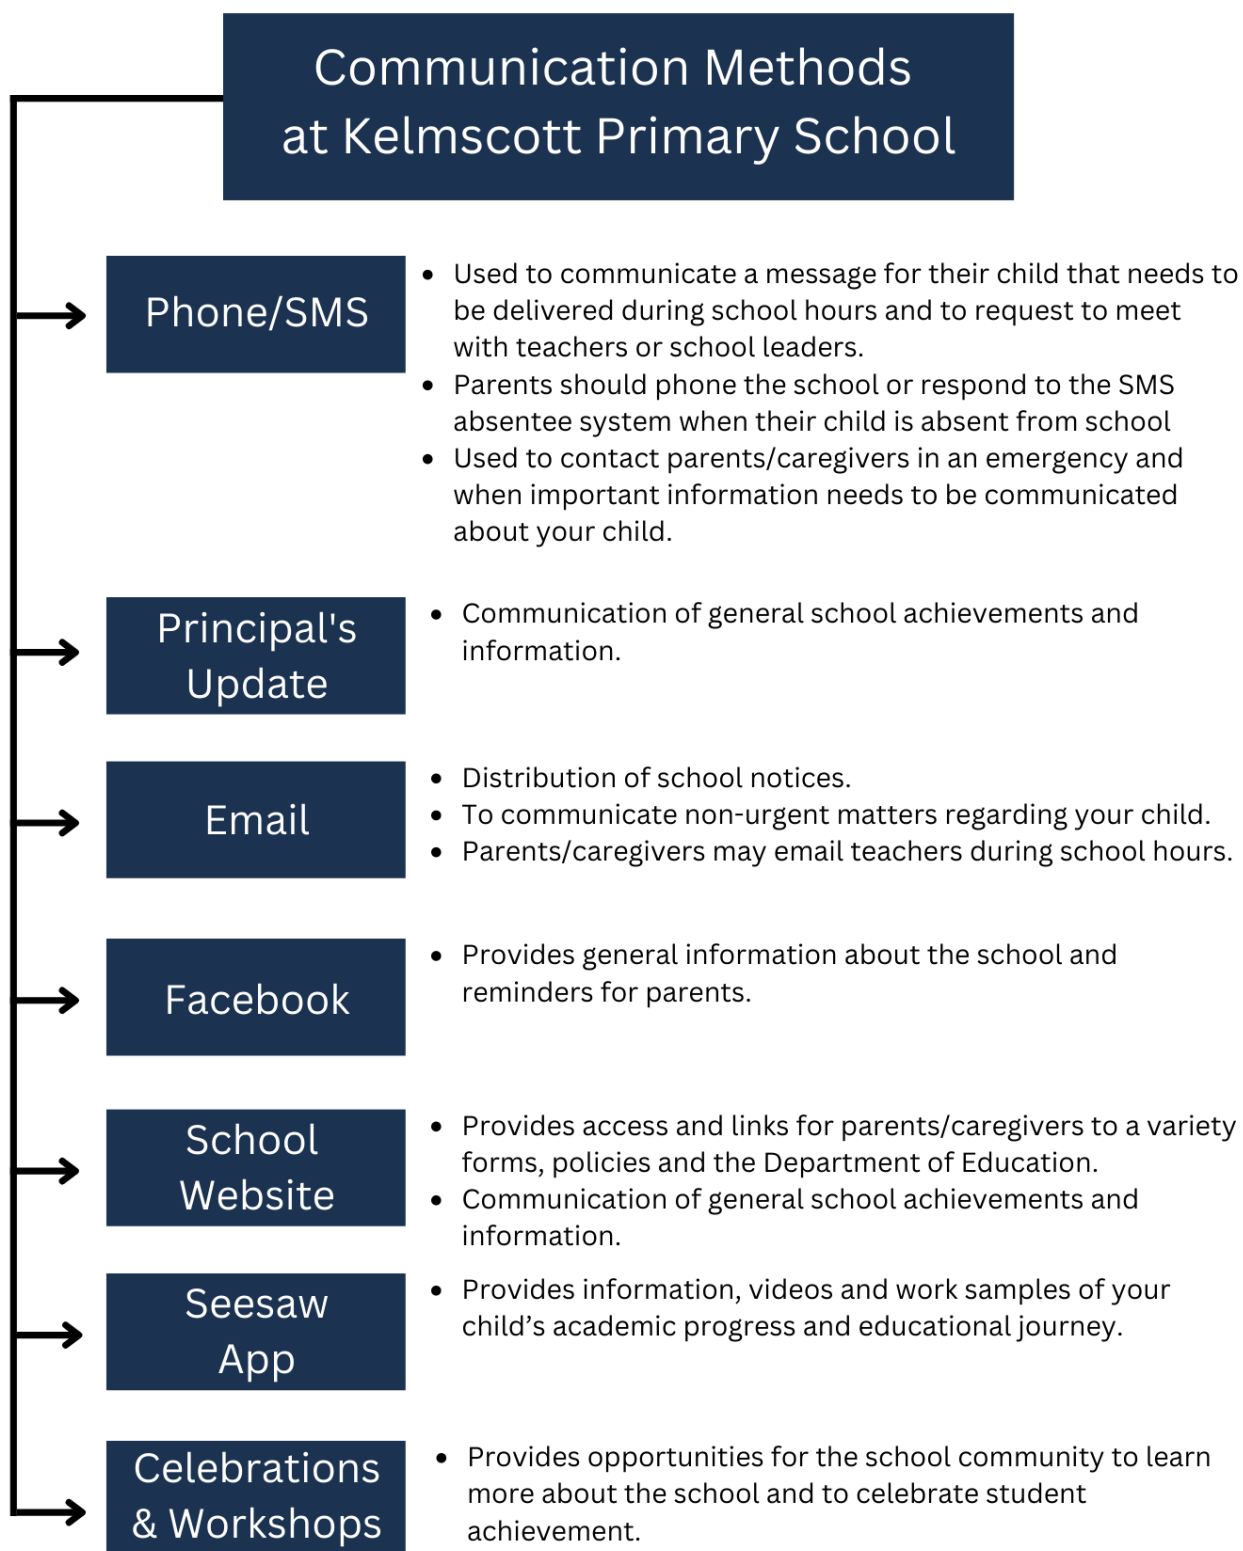 Communication Methods
at Kelmscott Primary School
Phone/SMS
• Used to communicate a message for their child that needs to
be delivered during school hours and to request to meet
with teachers or school leaders.
• Parents should phone the school or respond to the SMS
absentee system when their child is absent from school
• Used to contact parents/caregivers in an emergency and
when important information needs to be communicated
about your child.
Principal's
Update
• Communication of general school achievements and
information.
Email
• Distribution of school notices.
• To communicate non-urgent matters regarding your child.
• Parents/caregivers may email teachers during school hours.
Facebook
• Provides general information about the school and
reminders for parents.
School
Website
• Provides access and links for parents/caregivers to a variety
forms, policies and the Department of Education.
• Communication of general school achievements and
information.
Seesaw
App
• Provides information, videos and work samples of your
child’s academic progress and educational journey.
Celebrations
& Workshops
• Provides opportunities for the school community to learn
more about the school and to celebrate student
achievement.